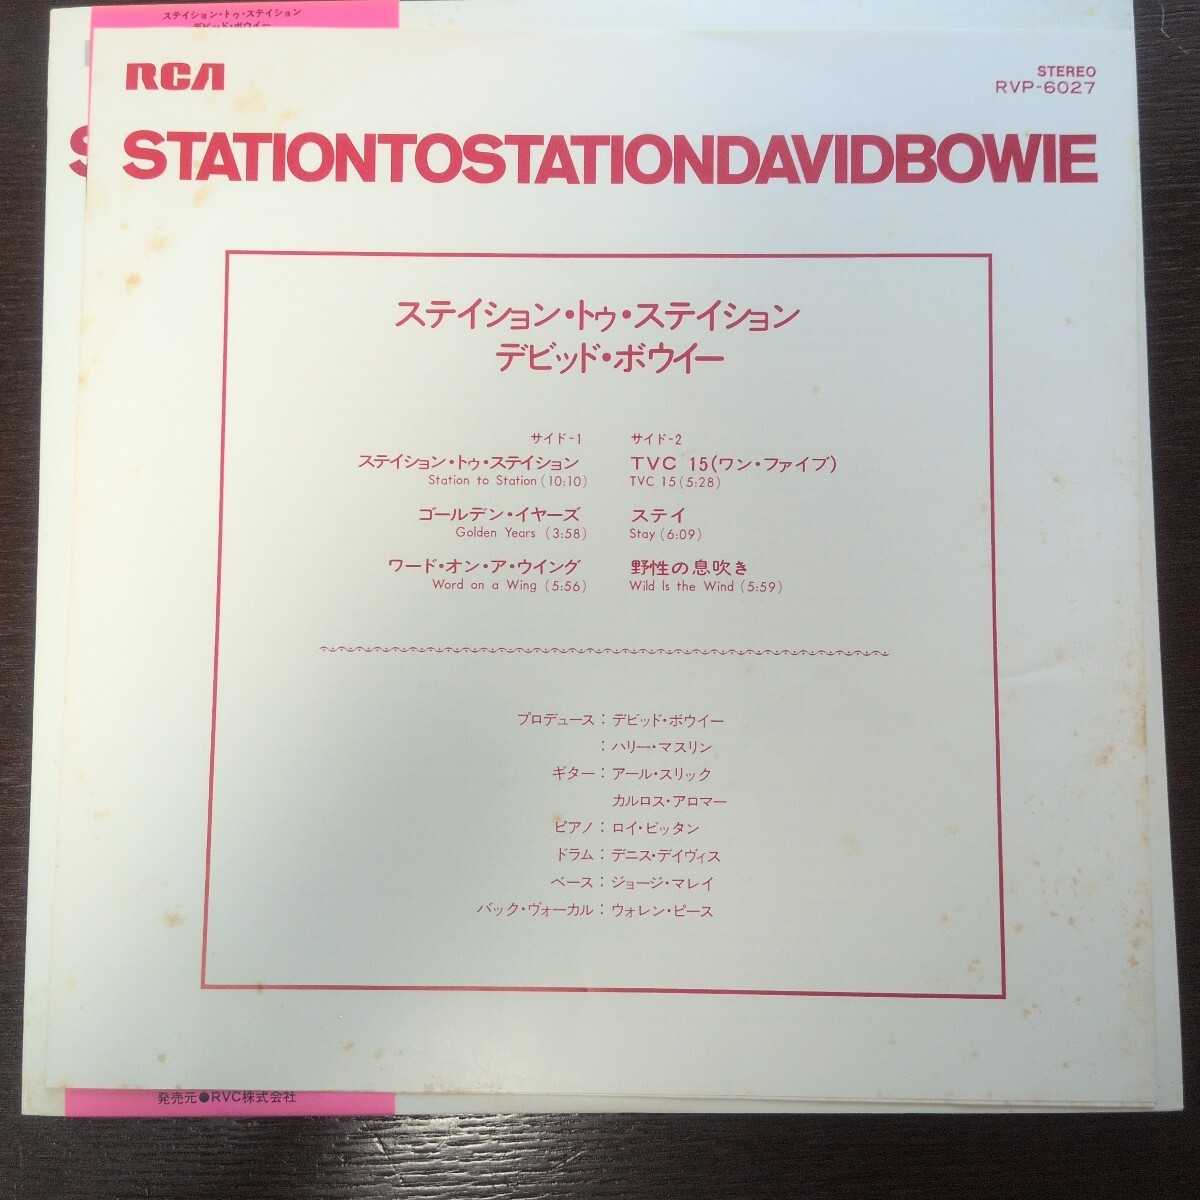 ステイション・トゥ・ステイション
デビッド・ボウイー
RCA
STEREO
RVP-6027
STATIONTOSTATIONDAVIDBOWIE
S
ステイション・トゥ・ステイション
デビッド・ボウイー
サイド-1
ステイション・トゥ・ステイション
Station to Station (10:10)
ゴールデン・イヤーズ
Golden Years (3:58)
ワード・オン・ア・ウイング
Word on a Wing (5:56)
サイド-2
TVC 15(ワン・ファイブ)
TVC 15 (5:28)
ステイ
Stay (6:09)
野性の息吹き
Wild Is the Wind (5:59)
プロデュース:デビッド・ボウイー
:ハリー・マスリン
ギター:アール・スリック
カルロス・アロマー
ピアノ:ロイ・ビッタン
ドラム:デニス・デイヴィス
ベース:ジョージ・マレイ
バック・ヴォーカル:ウォレン・ピース
発売元●RVC株式会社